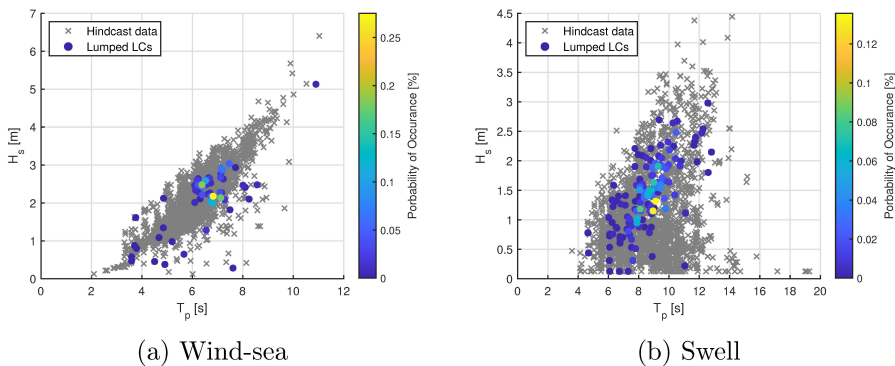 7
6
5
4
3
2
1
0
H_s [m]
× Hindcast data
● Lumped LCs
0 2 4 6 8 10 12
T_p [s]
0.25
0.2
0.15
0.1
0.05
0
Porbability of Occurance [%]
(a) Wind-sea
4.5
4
3.5
3
2.5
2
1.5
1
0.5
0
H_s [m]
× Hindcast data
● Lumped LCs
0 2 4 6 8 10 12 14 16 18 20
T_p [s]
0.12
0.1
0.08
0.06
0.04
0.02
0
Porbability of Occurance [%]
(b) Swell